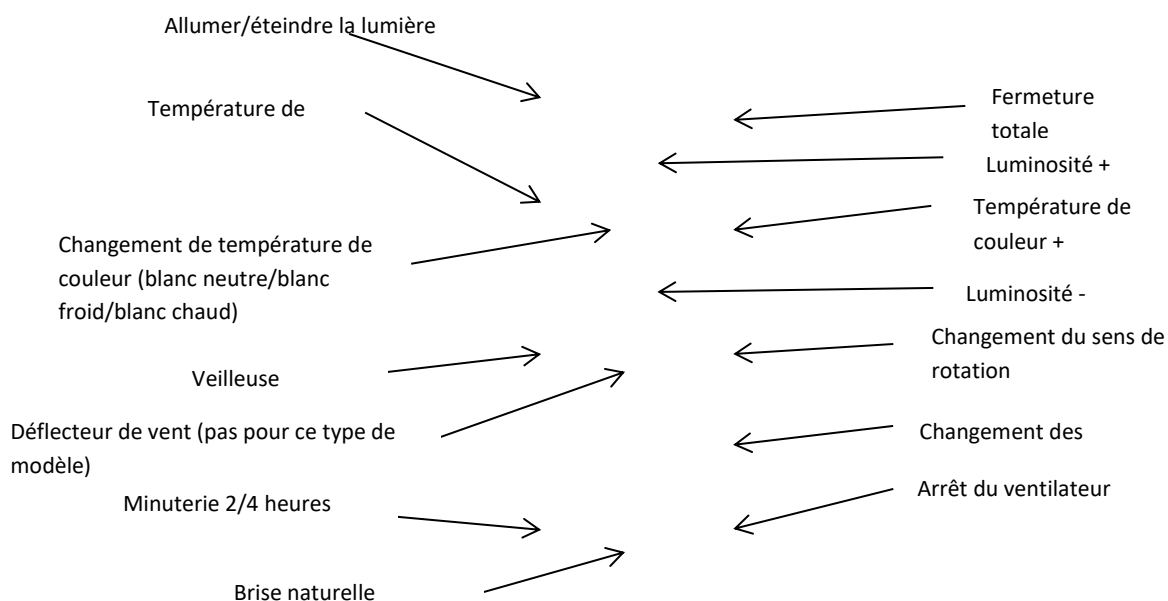 Allumer/éteindre la lumière
Température de
Changement de température de
couleur (blanc neutre/blanc
froid/blanc chaud)
Veilleuse
Déflecteur de vent (pas pour ce type de
modèle)
Minuterie 2/4 heures
Brise naturelle
Fermeture
totale
Luminosité +
Température de
couleur +
Luminosité -
Changement du sens de
rotation
Changement des
Arrêt du ventilateur